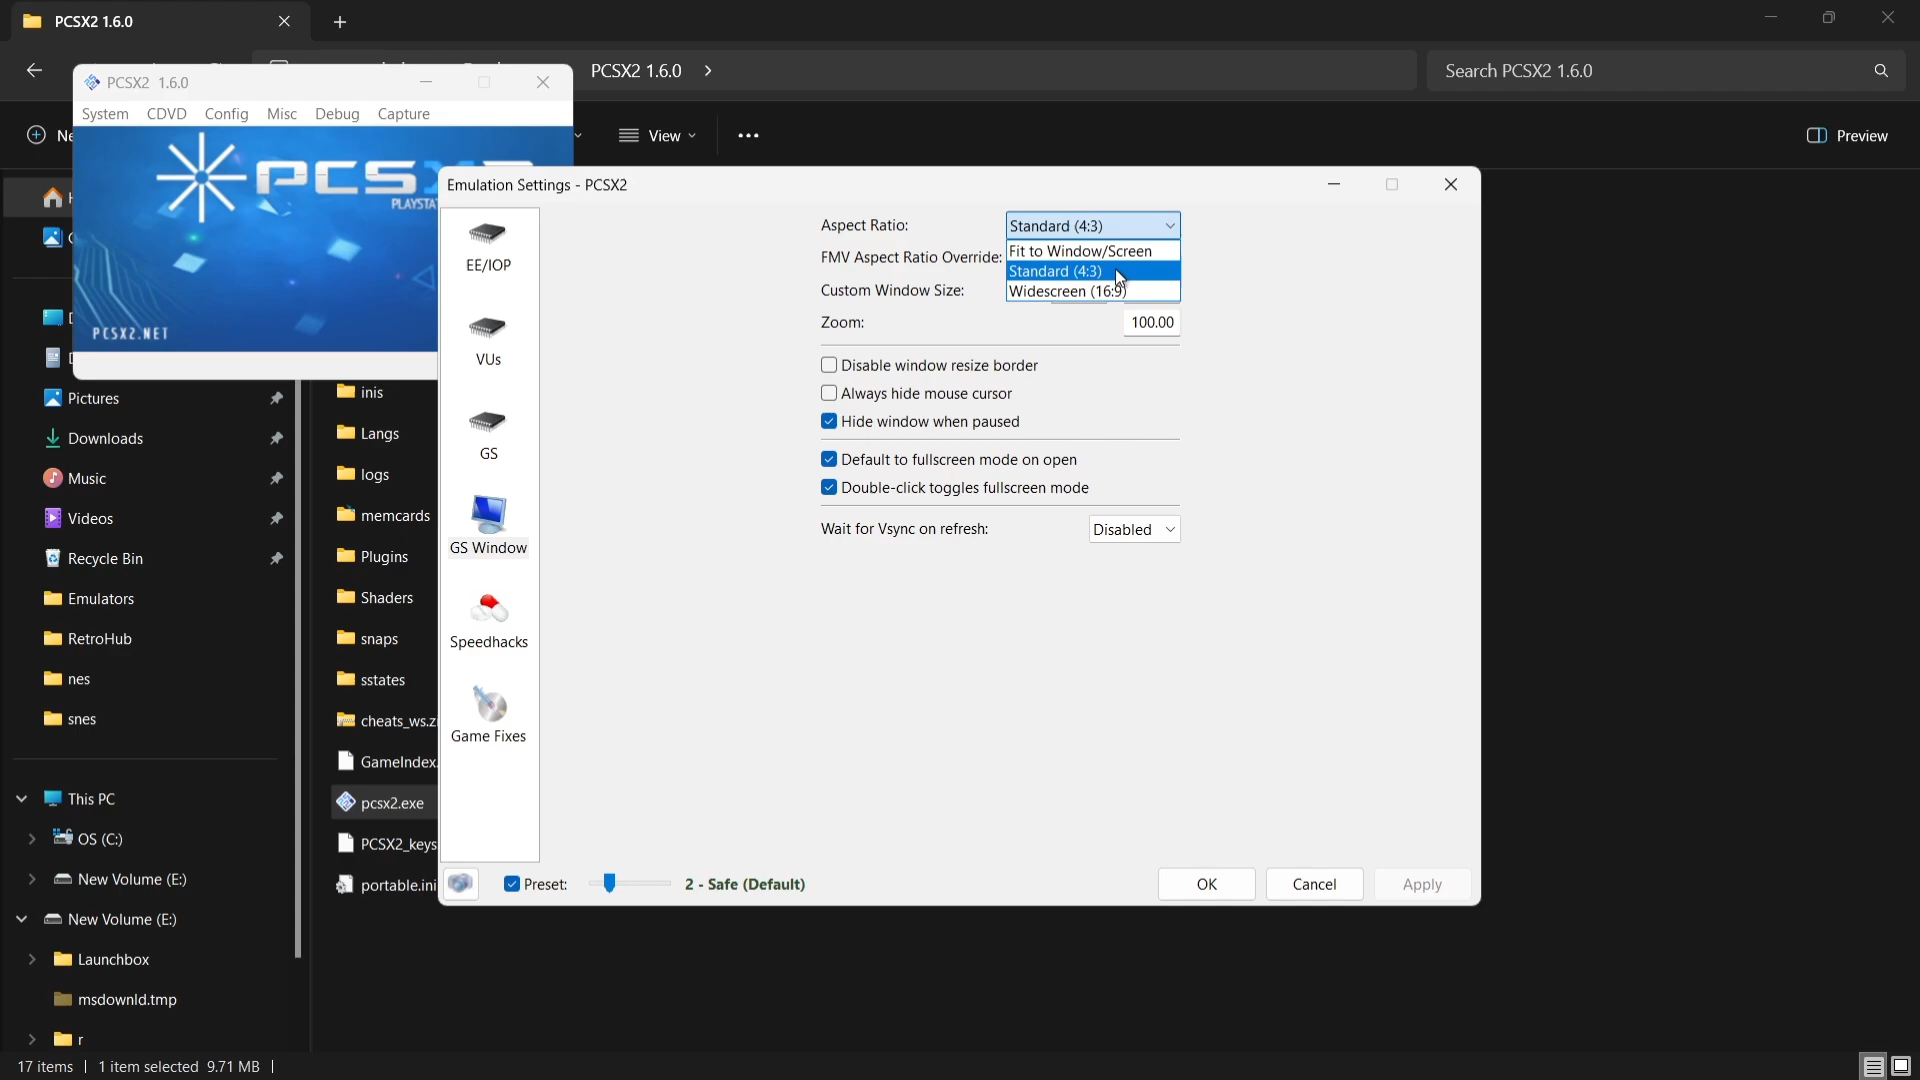 PCSX2 1.6.0
PCSX2 1.6.0
Search PCSX2 1.6.0
View
Preview
PCSX2 1.6.0
System CDVD Config Misc Debug Capture
PCSX2.NET
Pictures
Downloads
Music
Videos
Recycle Bin
Emulators
RetroHub
nes
snes
This PC
OS (C:)
New Volume (E:)
New Volume (E:)
Launchbox
msdownld.tmp
r
inis
Langs
logs
memcards
Plugins
Shaders
snaps
sstates
cheats_ws.zi
GameIndex.
pcsx2.exe
PCSX2_keys
portable.ini
Emulation Settings - PCSX2
EE/IOP
VUs
GS
GS Window
Speedhacks
Game Fixes
Aspect Ratio: Standard (4:3)
Fit to Window/Screen
Standard (4:3)
Widescreen (16:9)
FMV Aspect Ratio Override:
Custom Window Size:
Zoom: 100.00
Disable window resize border
Always hide mouse cursor
Hide window when paused
Default to fullscreen mode on open
Double-click toggles fullscreen mode
Wait for Vsync on refresh: Disabled
Preset: 2 - Safe (Default)
OK Cancel Apply
17 items 1 item selected 9.71 MB